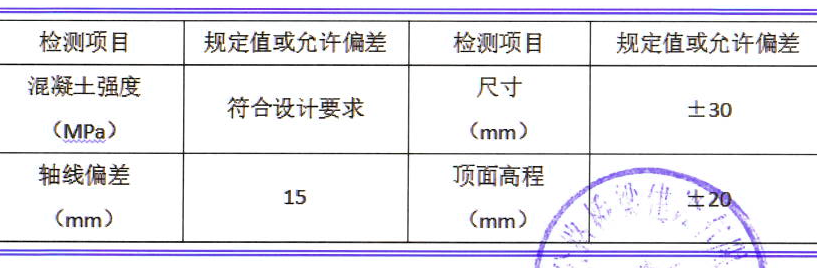 检测项目 规定值或允许偏差 检测项目 规定值或允许偏差
混凝土强度
（MPa） 符合设计要求 尺寸
（mm） ±30
轴线偏差
（mm） 15 顶面高程
（mm） ±20